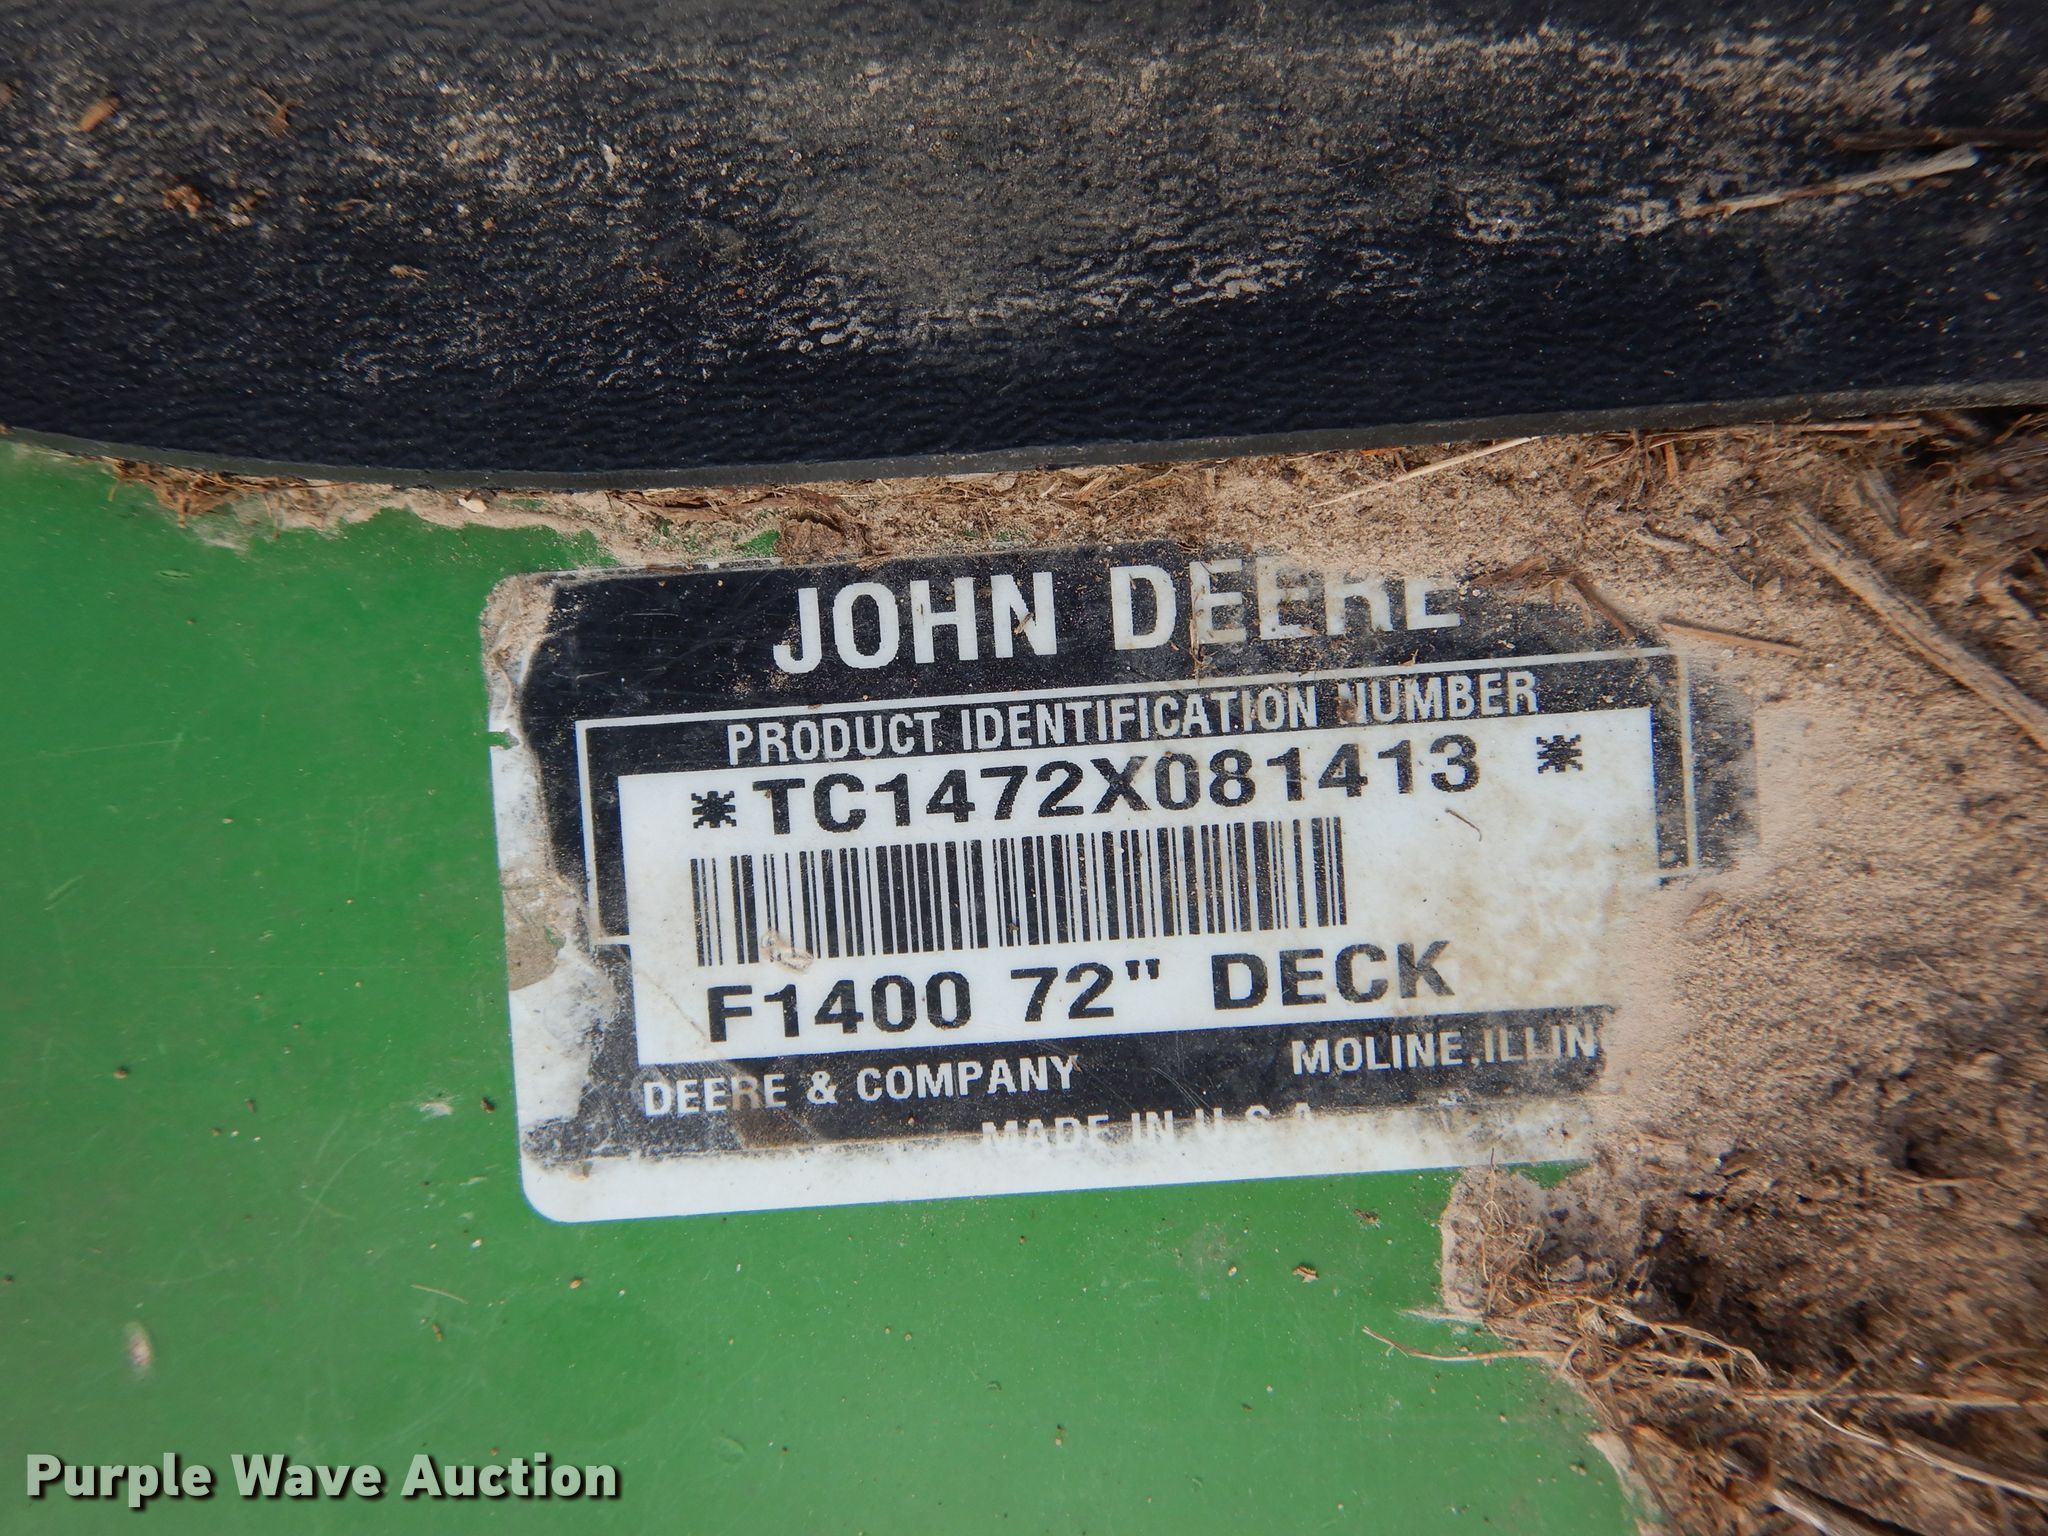 JOHN DEERE
PRODUCT IDENTIFICATION NUMBER
*TC1472X081413 *
F1400 72" DECK
DEERE & COMPANY MOLINE, ILLIN
MADE IN U.S.A.
Purple Wave Auction